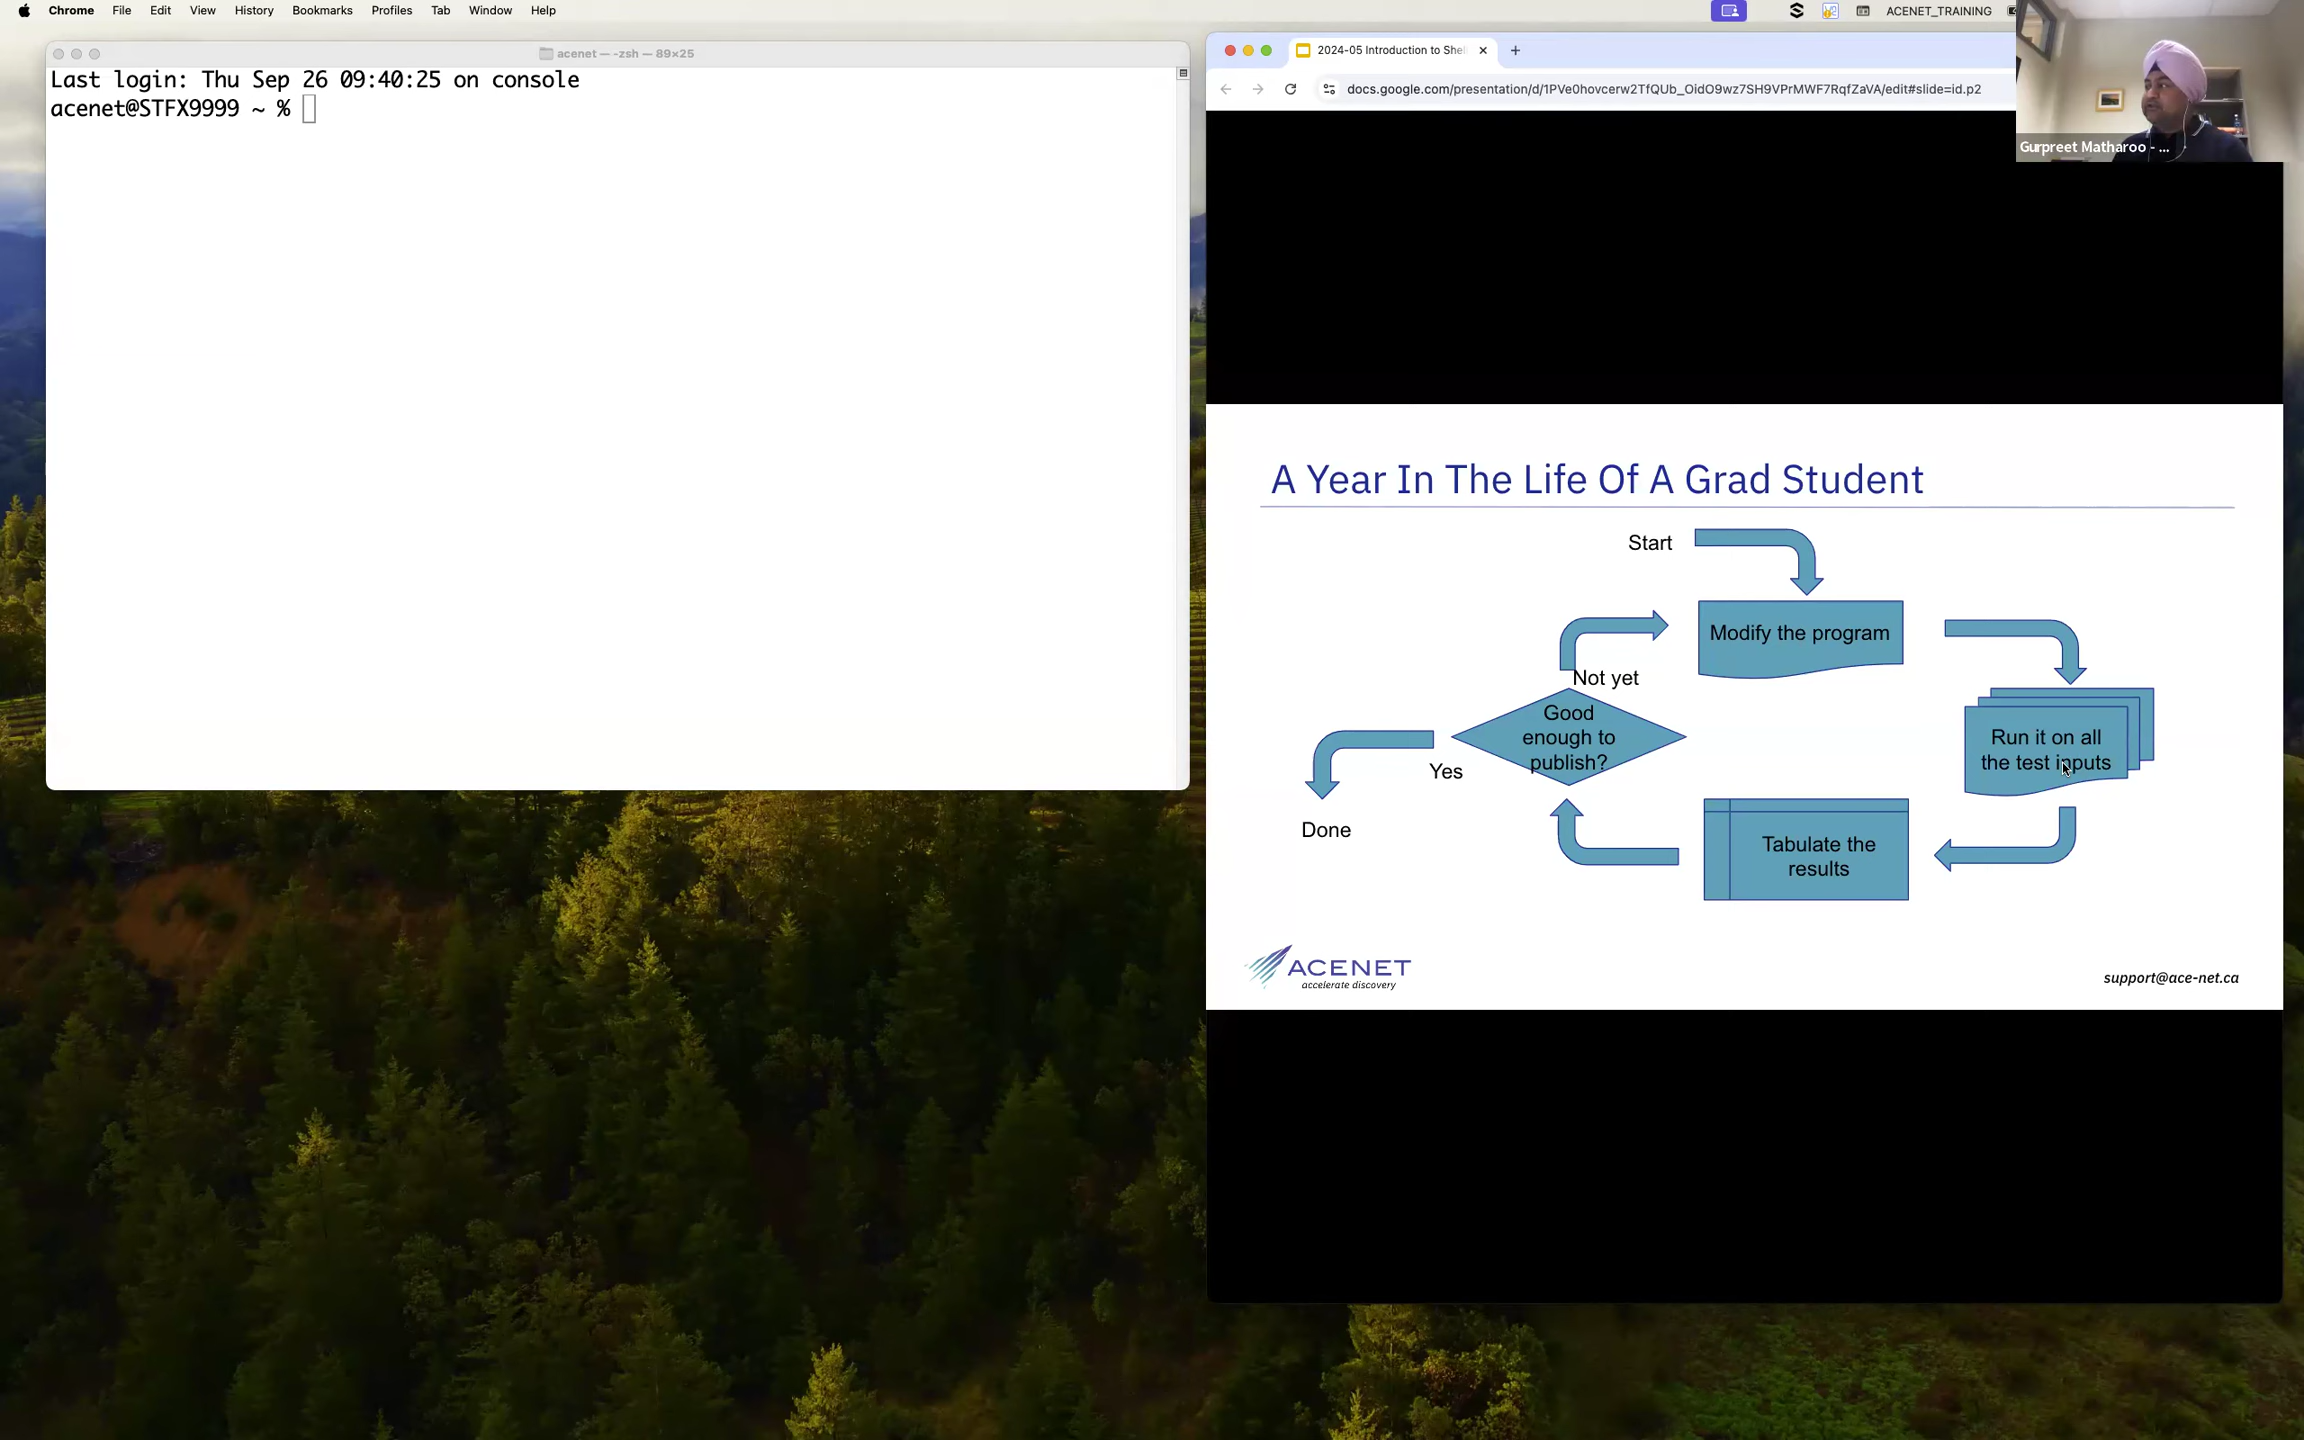 Chrome File Edit View History Bookmarks Profiles Tab Window Help
ACENET_TRAINING
acenet — -zsh — 89×25
Last login: Thu Sep 26 09:40:25 on console
acenet@STFX9999 ~ %
2024-05 Introduction to She
docs.google.com/presentation/d/1PVe0hovcerw2TfQUb_OidO9wz7SH9VPrMWF7RqfZaVA/edit#slide=id.p2
Gurpreet Matharoo - ...
A Year In The Life Of A Grad Student
Start
Modify the program
Not yet
Good
enough to
publish?
Yes
Done
Run it on all
the test inputs
Tabulate the
results
ACENET
accelerate discovery
support@ace-net.ca